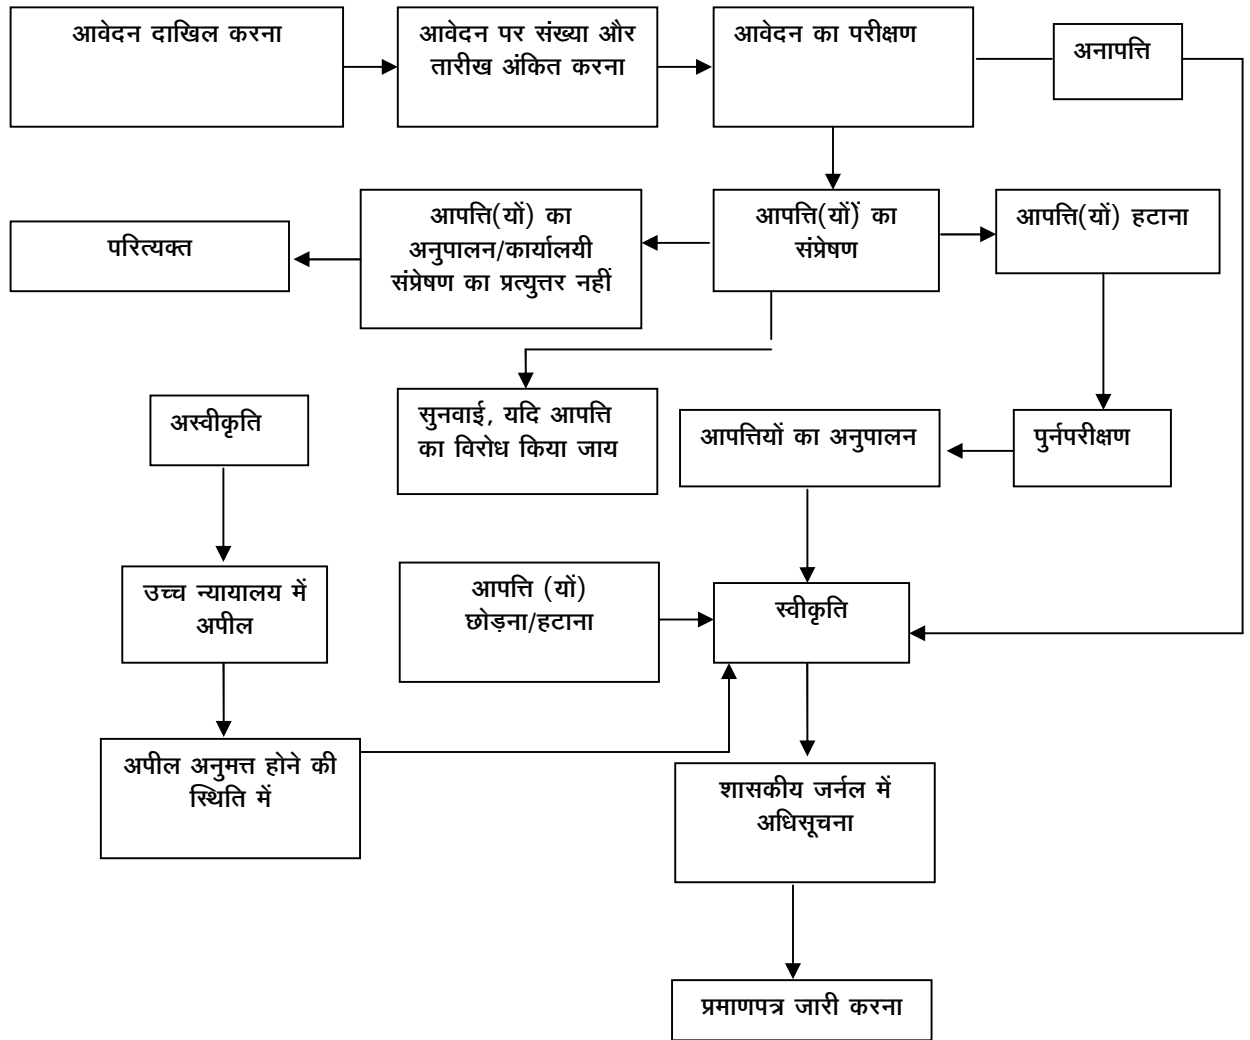 आवेदन दाखिल करना
आवेदन पर संख्या और
तारीख अंकित करना
आवेदन का परीक्षण
अनापत्ति
परित्यक्त
आपत्ति(यों) का
अनुपालन/कार्यालयी
संप्रेषण का प्रत्युत्तर नहीं
आपत्ति(यों)ं का
संप्रेषण
आपत्ति(यों) हटाना
अस्वीकृति
सुनवाई, यदि आपत्ति
का विरोध किया जाय
आपत्तियों का अनुपालन
पुर्नपरीक्षण
उच्च न्यायालय में
अपील
आपत्ति (यों)
छोड़ना/हटाना
स्वीकृति
अपील अनुमत्त होने की
स्थिति में
शासकीय जर्नल में
अधिसूचना
प्रमाणपत्र जारी करना